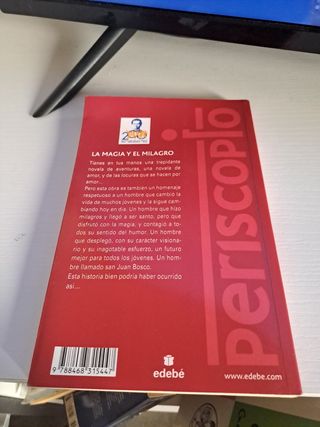 LA MAGIA Y EL MILAGRO
Tienes en tus manos una trepidante
novela de aventuras, una novela de
amor, y de las locuras que se hacen por
amor...
Pero esta obra es también un homenaje
respetuoso a un hombre que cambió la
vida de muchos jóvenes y la sigue cam-
biando hoy en día. Un hombre que hizo
milagros y llegó a ser santo, pero que
disfrutó con la magia, y contagió a to-
dos su sentido del humor. Un hombre
que desplegó, con su carácter visiona-
rio y su inagotable esfuerzo, un futuro
mejor para todos los jóvenes. Un hom-
bre llamado san Juan Bosco.
Esta historia bien podría haber ocurrido
así...
periscopio
9 788468 315447
edebé
www.edebe.com